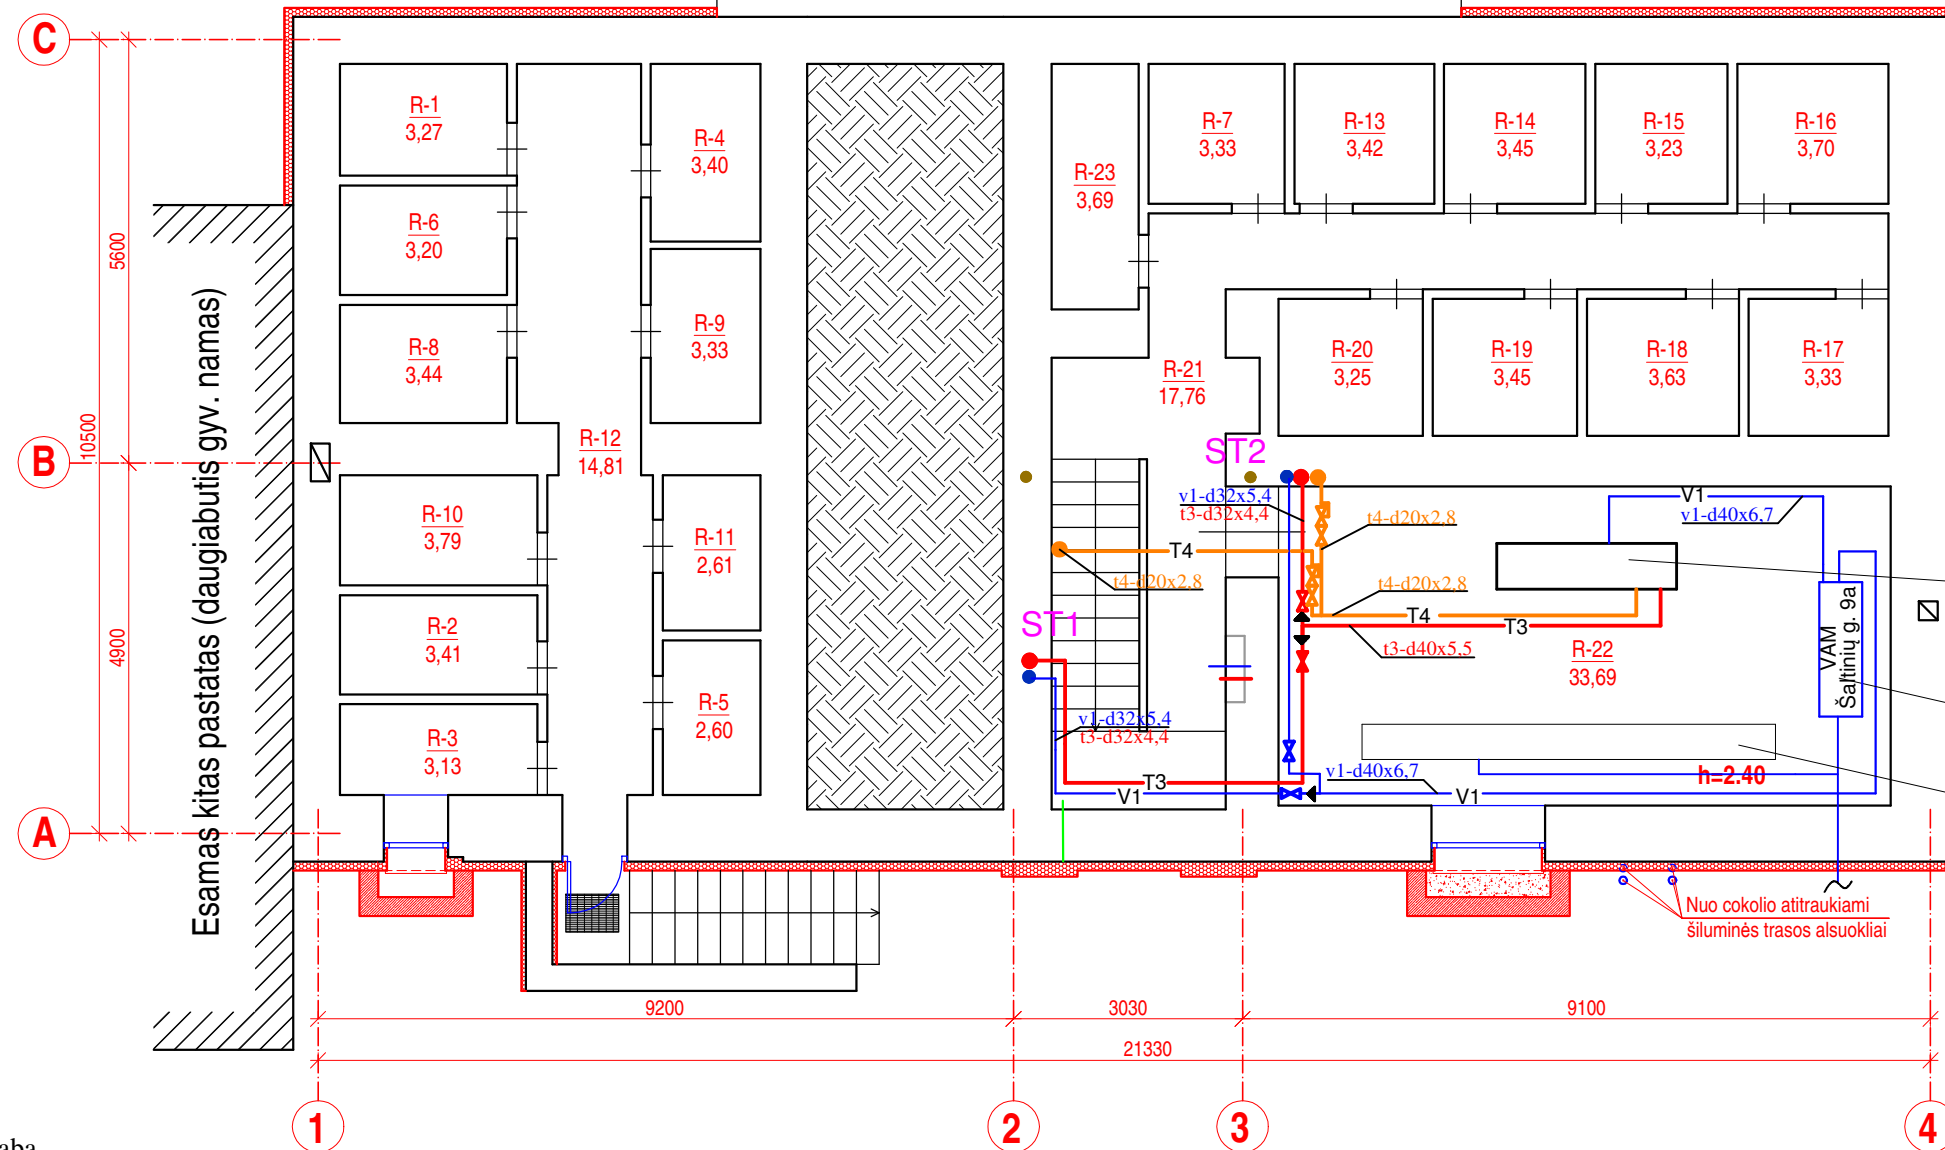 C
R-1
3,27
R-4
3,40
R-7
3,33
R-13
3,42
R-14
3,45
R-15
3,23
R-16
3,70
R-23
3,69
R-6
3,20
5600
R-9
3,33
R-8
3,44
R-20
3,25
R-19
3,45
R-18
3,63
R-17
3,33
R-21
17,76
10500
Esamas kitas pastatas (daugiabutis gyv. namas)
B
R-12
14,81
ST2
v1-d32x5,4
t3-d32x4,4
t4-d20x2,8
V1
v1-d40x6,7
R-10
3,79
R-11
2,61
T4
t4-d20x2,8
t4-d20x2,8
T4
T3
t3-d40x5,5
R-22
33,69
VAM
Šaltinių g. 9a
ST1
4900
R-2
3,41
R-5
2,60
v1-d32x5,4
t3-d32x4,4
R-3
3,13
T3
V1
v1-d40x6,7
V1
h=2.40
A
Nuo cokolio atitraukiami
šiluminės trasos alsuokliai
9200
3030
9100
21330
1
2
3
4
aba